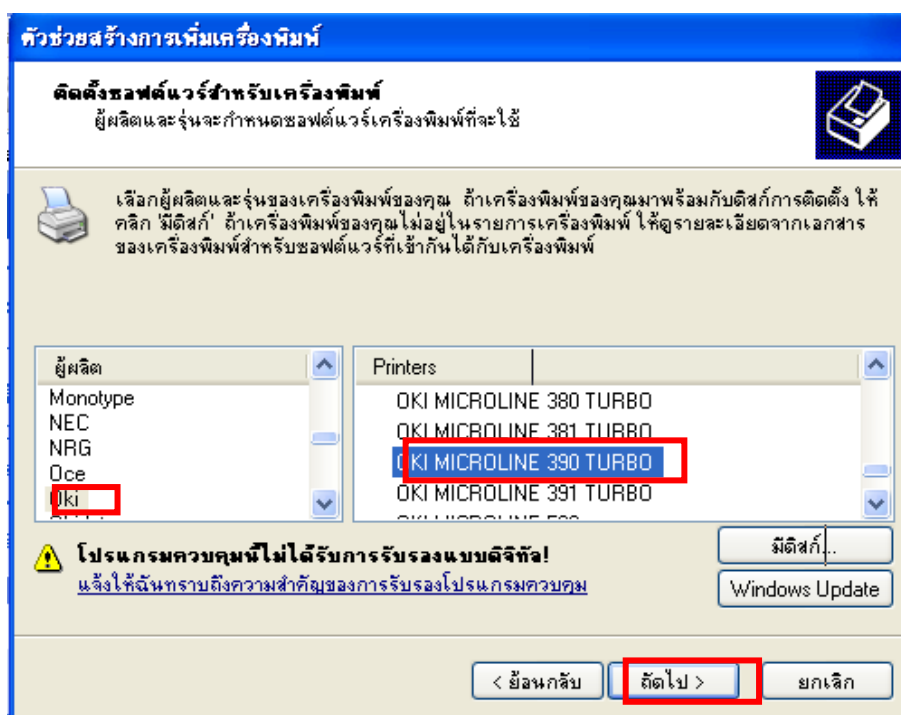 ตัวช่วยสร้างการเพิ่มเครื่องพิมพ์
ติดตั้งซอฟต์แวร์สำหรับเครื่องพิมพ์
ผู้ผลิตและรุ่นจะกำหนดซอฟต์แวร์เครื่องพิมพ์ที่จะใช้
เลือกผู้ผลิตและรุ่นของเครื่องพิมพ์ของคุณ ถ้าเครื่องพิมพ์ของคุณมาพร้อมกับดิสก์การติดตั้ง ให้
คลิก 'มีดิสก์' ถ้าเครื่องพิมพ์ของคุณไม่อยู่ในรายการเครื่องพิมพ์ ให้ดูรายละเอียดจากเอกสาร
ของเครื่องพิมพ์สำหรับซอฟต์แวร์ที่เข้ากันได้กับเครื่องพิมพ์
ผู้ผลิต
Monotype
NEC
NRG
Oce
Oki
Printers
OKI MICROLINE 380 TURBO
OKI MICROLINE 381 TURBO
OKI MICROLINE 390 TURBO
OKI MICROLINE 391 TURBO
โปรแกรมควบคุมนี้ไม่ได้รับการรับรองแบบดิจิทัล!
แจ้งให้ฉันทราบถึงความสำคัญของการรับรองโปรแกรมควบคุม
มีดิสก์...
Windows Update
< ย้อนกลับ
ถัดไป >
ยกเลิก